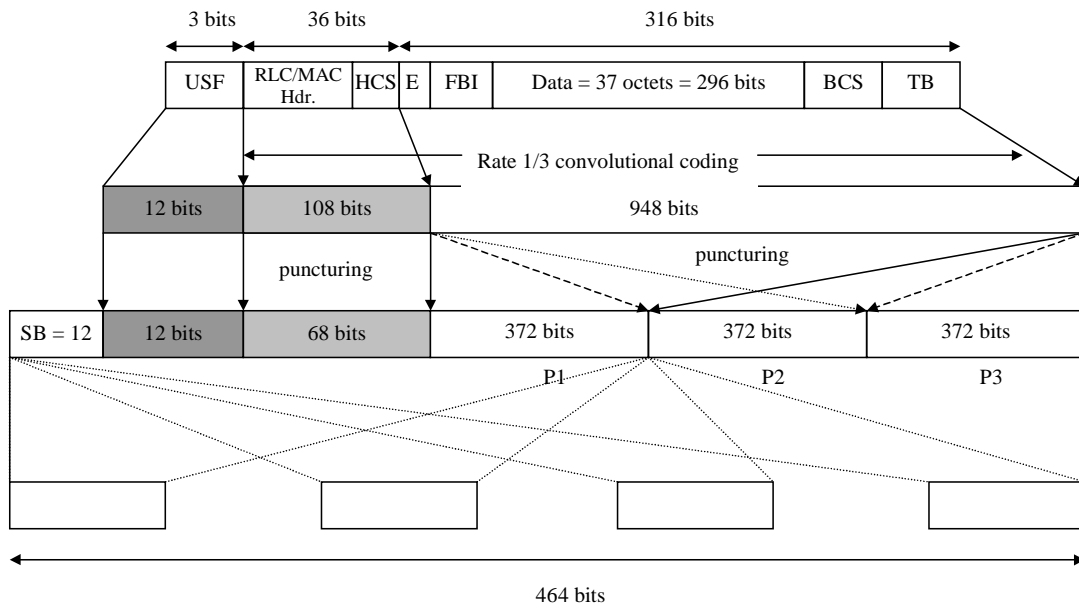 3 bits 36 bits 316 bits
USF RLC/MAC Hdr. HCS E FBI Data = 37 octets = 296 bits BCS TB
Rate 1/3 convolutional coding
12 bits 108 bits 948 bits
puncturing puncturing
SB = 12 12 bits 68 bits 372 bits 372 bits 372 bits
P1 P2 P3
464 bits